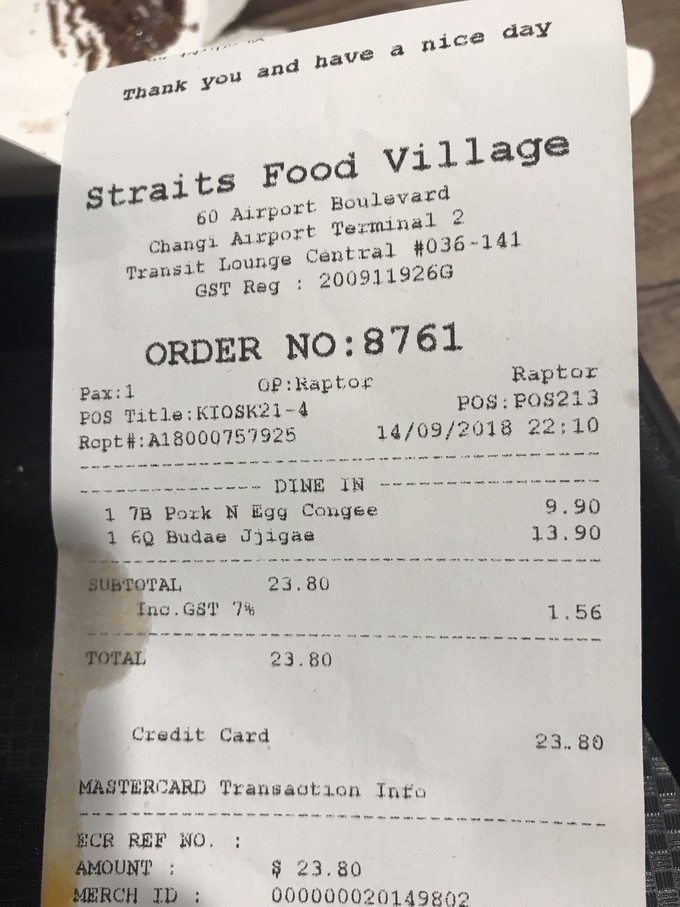 Thank you and have a nice day
Straits Food Village
60 Airport Boulevard
Changi Airport Terminal 2
Transit Lounge Central #036-141
GST Reg : 200911926G
ORDER NO:8761
Pax:1 OP:Raptor Raptor
POS Title:KIOSK21-4 POS:POS213
Rcpt#:A18000757925 14/09/2018 22:10
DINE IN
1 7B Pork N Egg Congee 9.90
1 6Q Budae Jjigae 13.90
SUBTOTAL 23.80
Inc.GST 7% 1.56
TOTAL 23.80
Credit Card 23.80
MASTERCARD Transaction Info
ECR REF NO. :
AMOUNT : $ 23.80
MERCH ID : 000000020149802